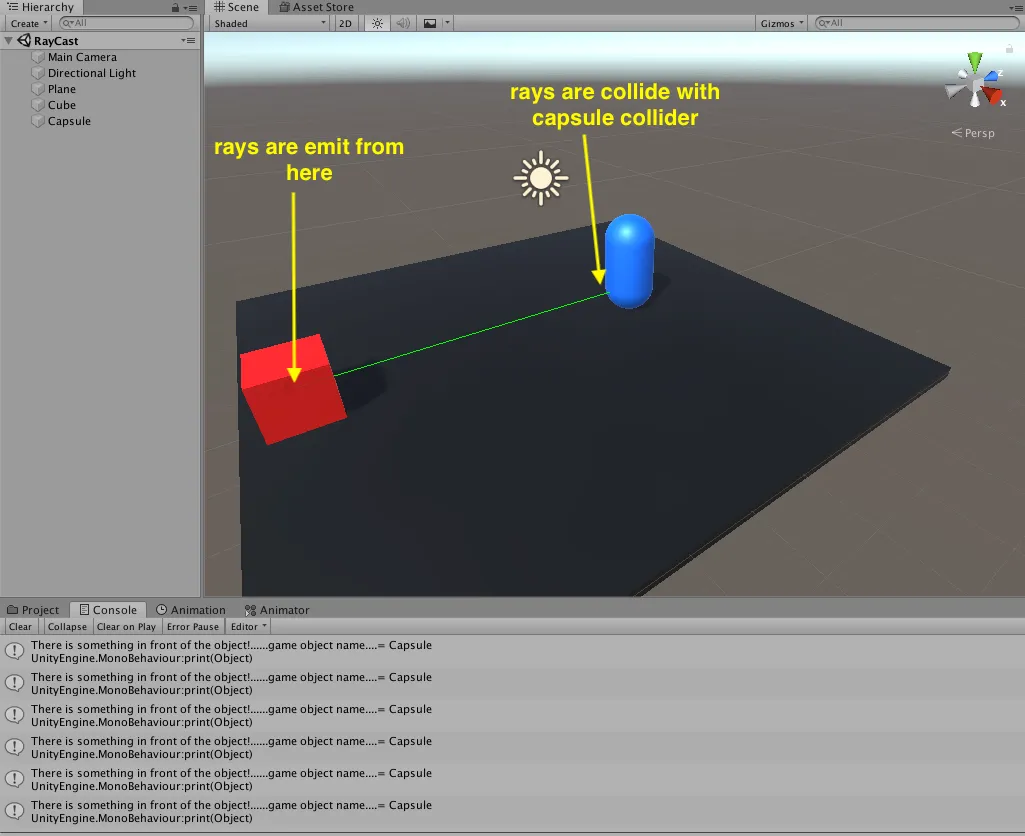 Hierarchy
Create
All
RayCast
Main Camera
Directional Light
Plane
Cube
Capsule
Scene
Asset Store
Shaded
2D
Gizmos
All
rays are emit from
here
rays are collide with
capsule collider
z
x
Persp
Project
Console
Animation
Animator
Clear
Collapse
Clear on Play
Error Pause
Editor
There is something in front of the object!......game object name....= Capsule
UnityEngine.MonoBehaviour:print(Object)
There is something in front of the object!......game object name....= Capsule
UnityEngine.MonoBehaviour:print(Object)
There is something in front of the object!......game object name....= Capsule
UnityEngine.MonoBehaviour:print(Object)
There is something in front of the object!......game object name....= Capsule
UnityEngine.MonoBehaviour:print(Object)
There is something in front of the object!......game object name....= Capsule
UnityEngine.MonoBehaviour:print(Object)
There is something in front of the object!......game object name....= Capsule
UnityEngine.MonoBehaviour:print(Object)